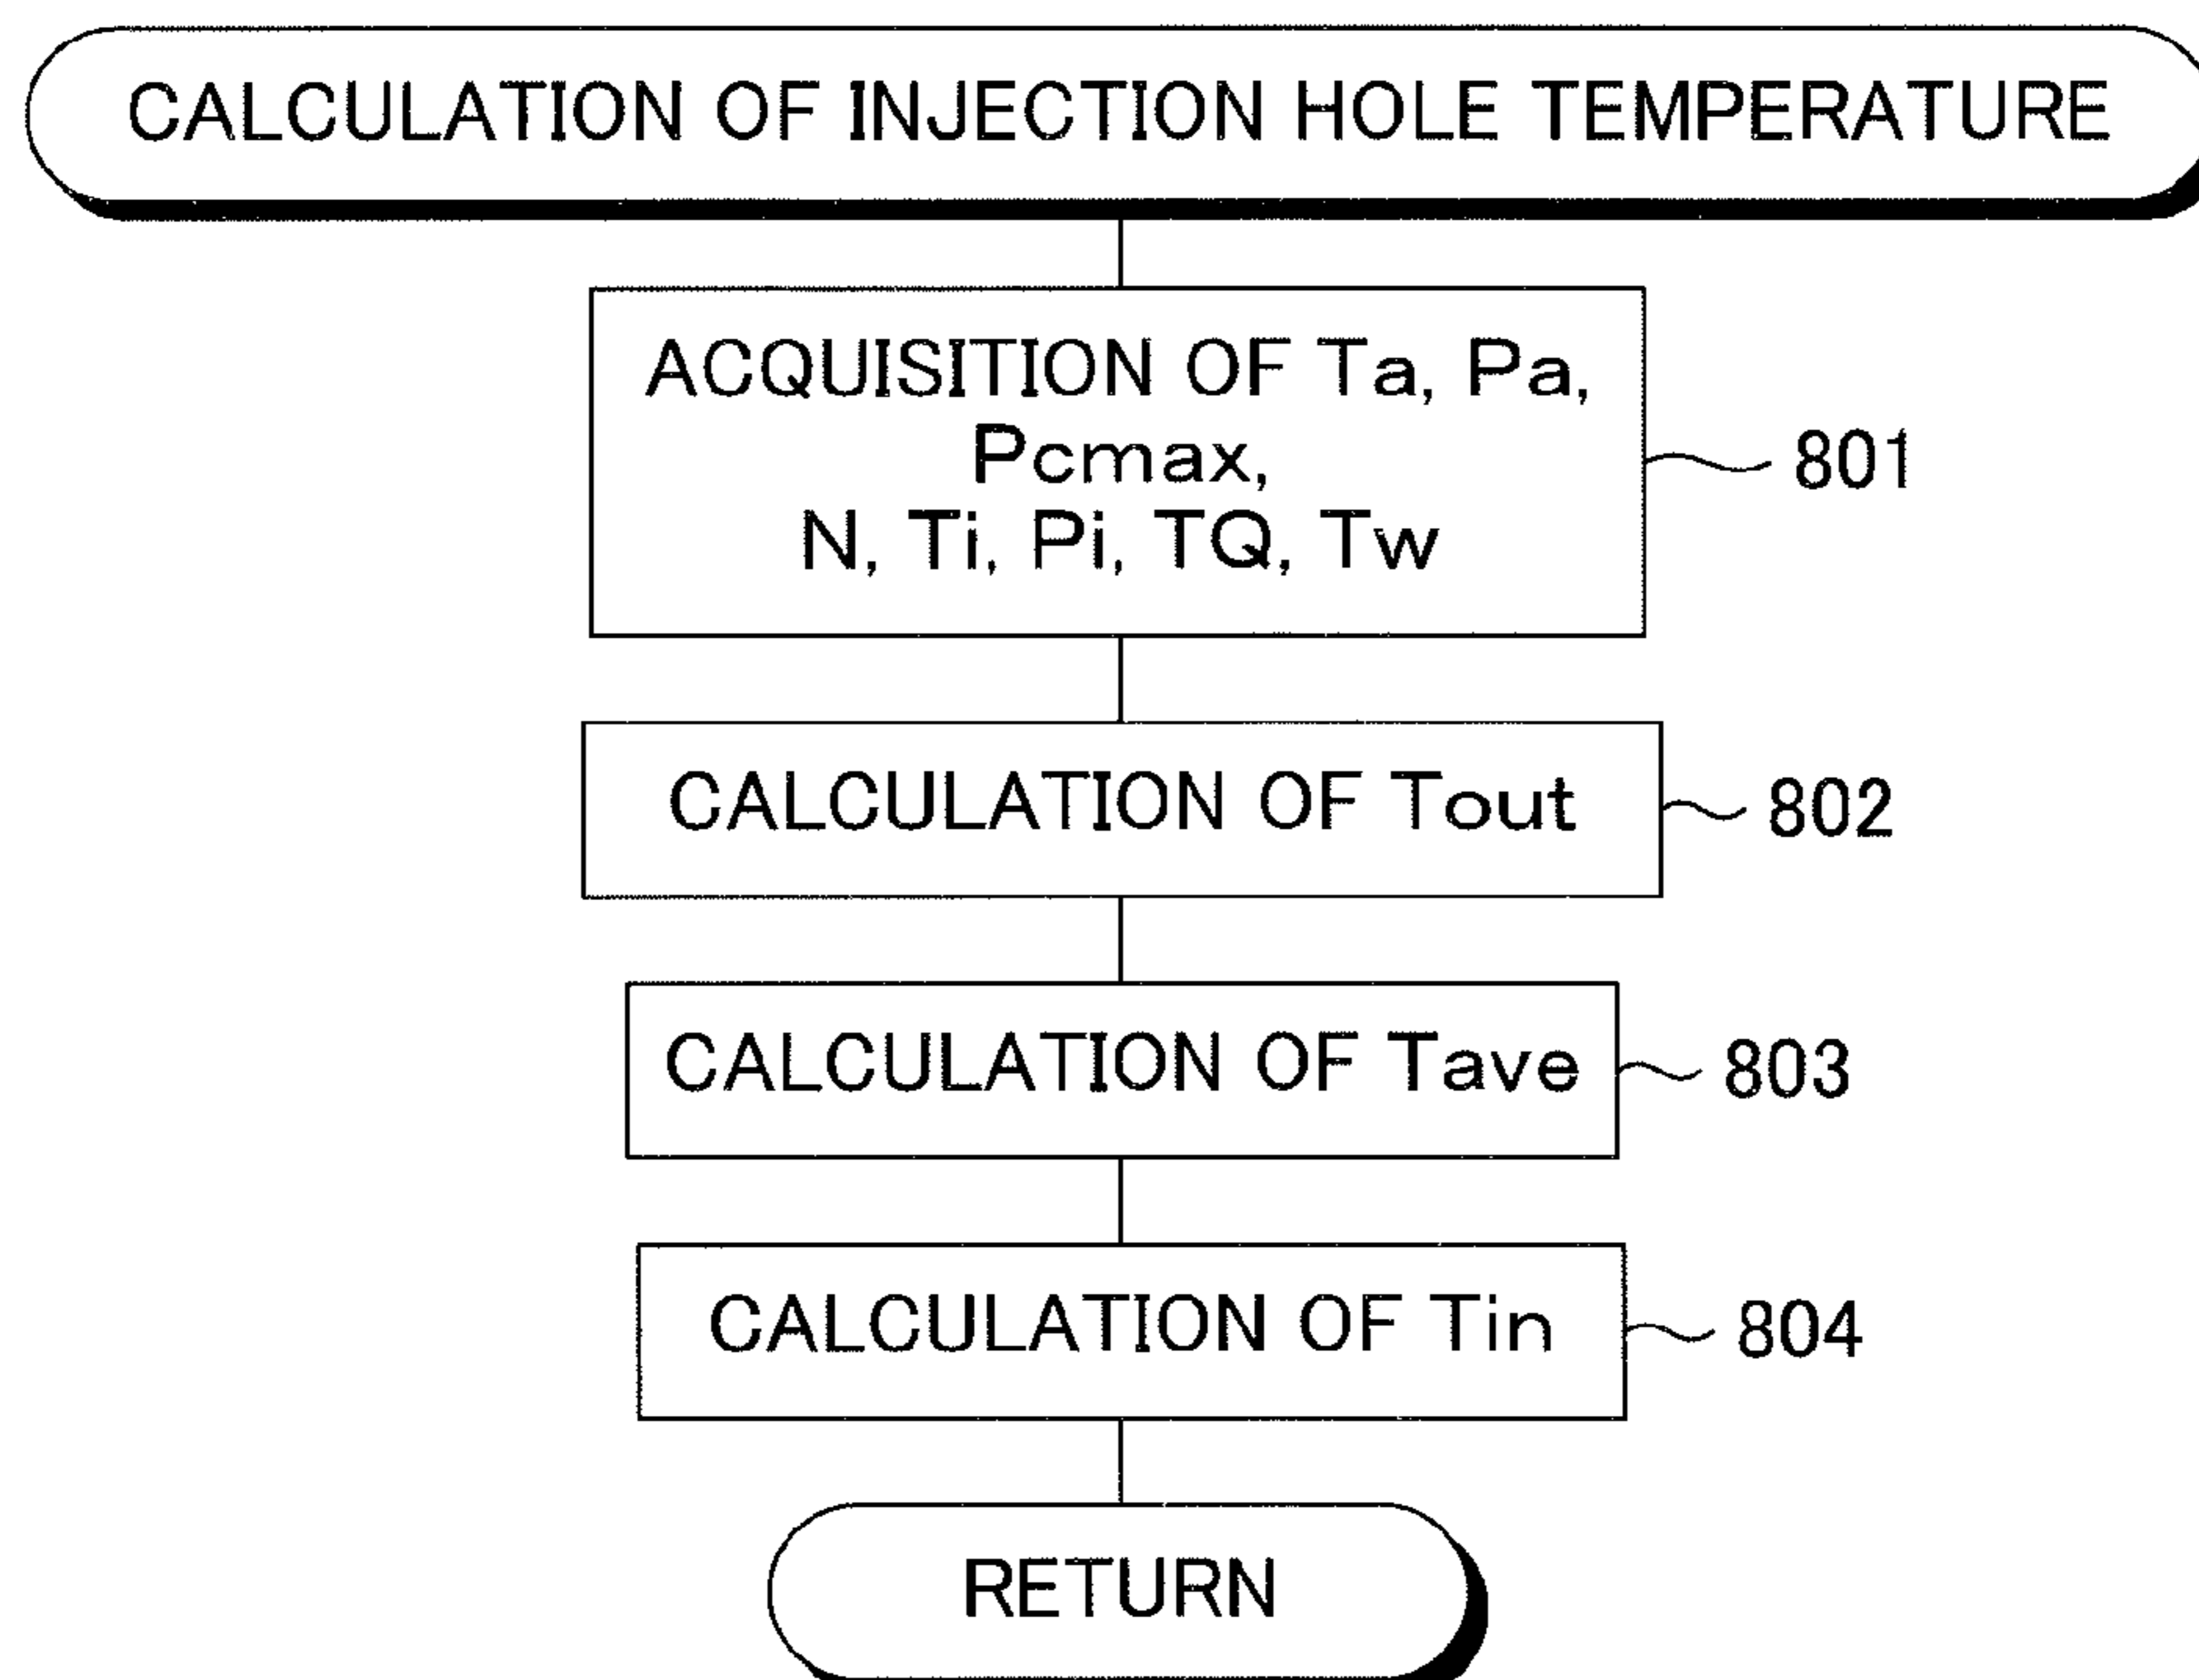 CALCULATION OF INJECTION HOLE TEMPERATURE
ACQUISITION OF Ta, Pa,
Pcmax,
N, Ti, Pi, TQ, Tw
801
CALCULATION OF Tout
802
CALCULATION OF Tave
803
CALCULATION OF Tin
804
RETURN